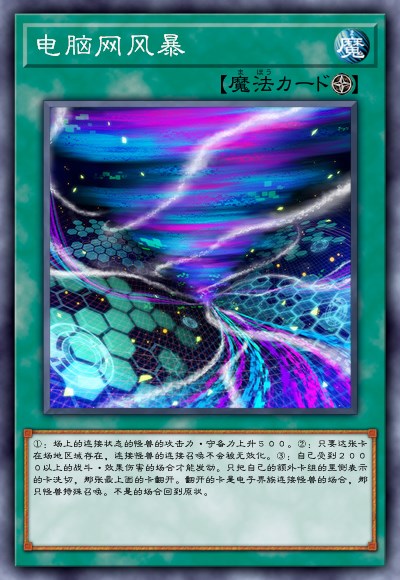 电脑网风暴
魔
【魔法カード】
ま ほう
①：场上的连接状态的怪兽的攻击力・守备力上升５００。②：只要这张卡
在场地区域存在，连接怪兽的连接召唤不会被无效化。③：自己受到２００
０以上的战斗・效果伤害的场合才能发动。只把自己的额外卡组的里侧表示
的卡洗切，那张最上面的卡翻开。翻开的卡是电子界族连接怪兽的场合，那
只怪兽特殊召唤。不是的场合回到原状。